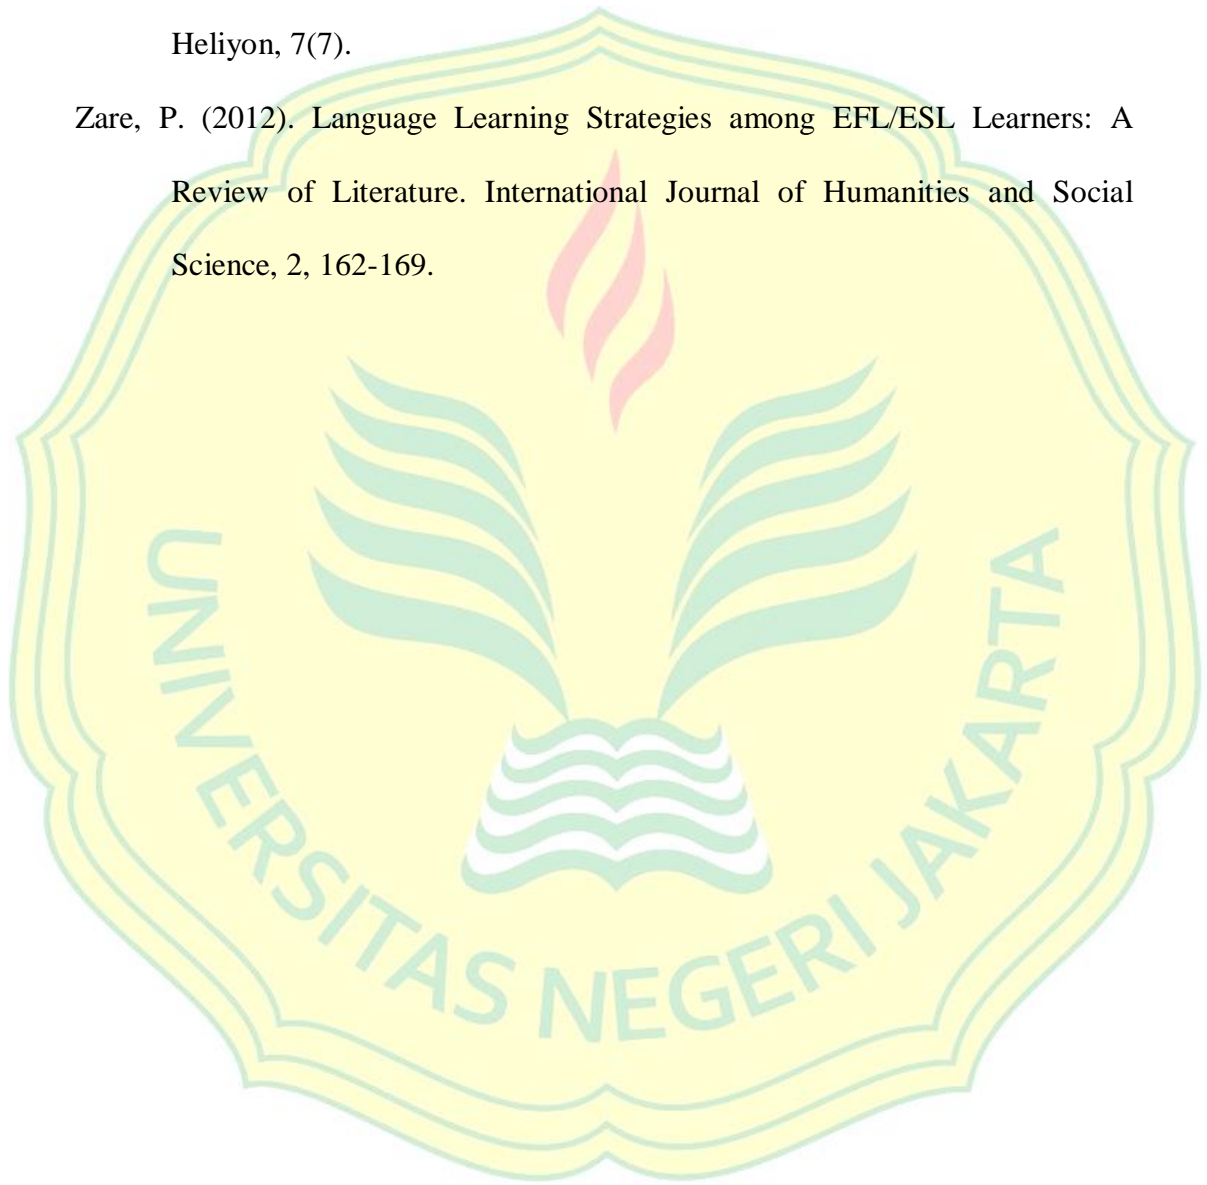 Heliyon, 7(7).
Zare, P. (2012). Language Learning Strategies among EFL/ESL Learners: A
Review of Literature. International Journal of Humanities and Social
Science, 2, 162-169.
UNIVERSITAS NEGERI JAKARTA